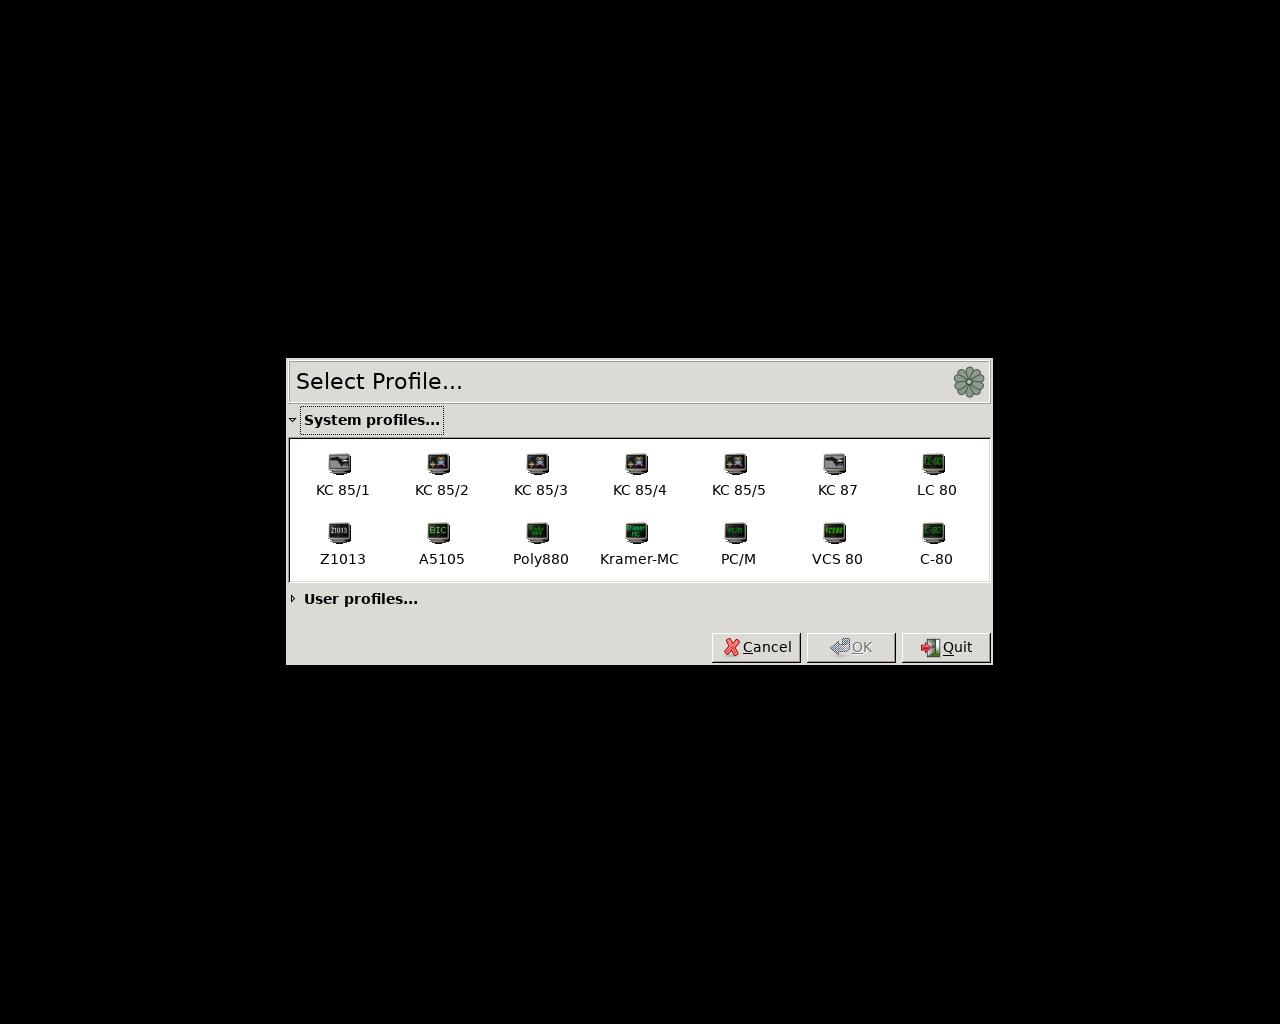 Select Profile...
System profiles...
KC 85/1 KC 85/2 KC 85/3 KC 85/4 KC 85/5 KC 87 LC 80
Z1013 A5105 Poly880 Kramer-MC PC/M VCS 80 C-80
User profiles...
Cancel OK Quit